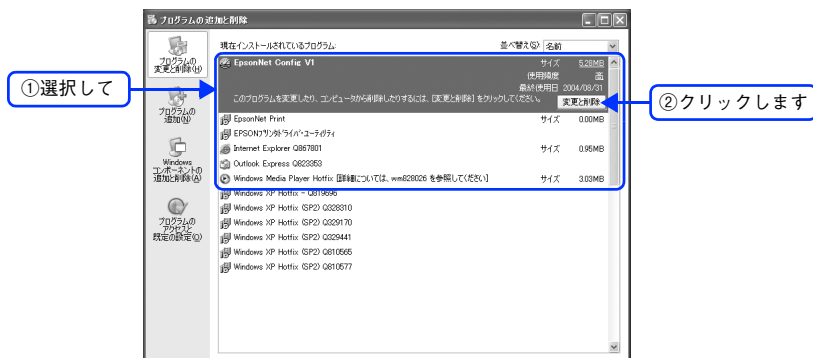 プログラムの追加と削除
現在インストールされているプログラム:
並べ替え(S): 名前
プログラムの
変更と削除(H)
プログラムの
追加(N)
Windows
コンポーネントの
追加と削除(A)
プログラムの
アクセスと
既定の設定(O)
①選択して
EpsonNet Config V1
サイズ 5.28MB
使用頻度 高
最終使用日 2004/08/31
このプログラムを変更したり、コンピュータから削除したりするには、[変更と削除] をクリックしてください。
変更と削除
②クリックします
EpsonNet Print サイズ 0.00MB
EPSONプリンタドライバ・ユーティリティ
Internet Explorer Q867801 サイズ 0.95MB
Outlook Express Q823353
Windows Media Player Hotfix [詳細については、wm828026 を参照してください] サイズ 3.03MB
Windows XP Hotfix - Q819696
Windows XP Hotfix (SP2) Q328310
Windows XP Hotfix (SP2) Q329170
Windows XP Hotfix (SP2) Q329441
Windows XP Hotfix (SP2) Q810565
Windows XP Hotfix (SP2) Q810577